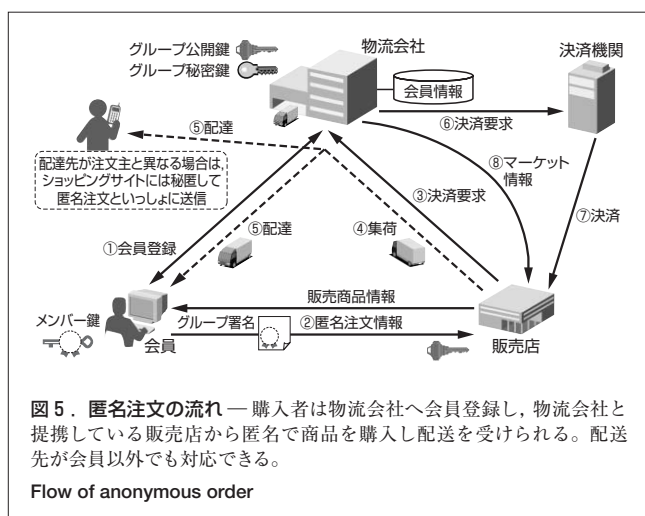 グループ公開鍵
グループ秘密鍵
物流会社
決済機関
会員情報
⑤配達
⑥決済要求
配達先が注文主と異なる場合は,
ショッピングサイトには秘匿して
匿名注文といっしょに送信
⑧マーケット
情報
③決済要求
⑦決済
①会員登録
⑤配達
④集荷
販売商品情報
メンバー鍵
会員
グループ署名
②匿名注文情報
販売店
図5. 匿名注文の流れ — 購入者は物流会社へ会員登録し, 物流会社と
提携している販売店から匿名で商品を購入し配送を受けられる。配送
先が会員以外でも対応できる。
Flow of anonymous order